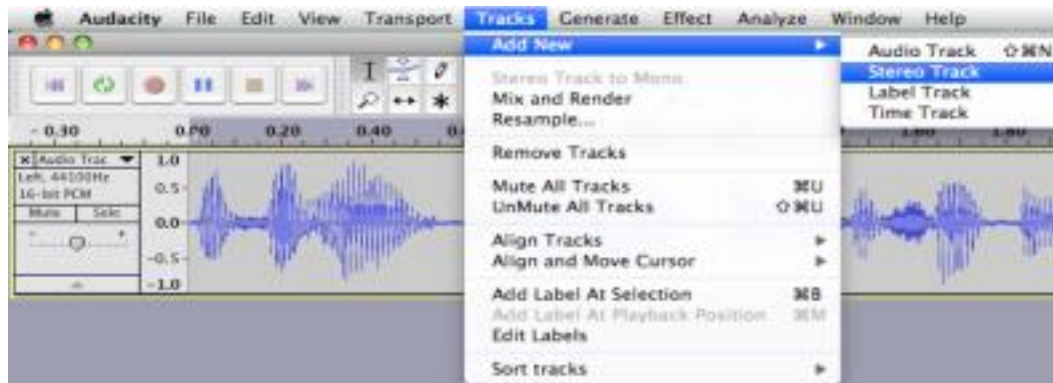 Audacity File Edit View Transport Tracks Generate Effect Analyze Window Help
Add New
Audio Track ⇧⌘N
Stereo Track
Label Track
Time Track
Stereo Track to Mono
Mix and Render
Resample...
Remove Tracks
Mute All Tracks ⌘U
UnMute All Tracks ⇧⌘U
Align Tracks
Align and Move Cursor
Add Label At Selection ⌘B
Add Label At Playback Position ⌘M
Edit Labels
Sort tracks
- 0.30 0.20 0.40
Audio Trac
Left, 44100Hz
16-bit PCM
Mute Solo
1.0
0.5
0.0
-0.5
-1.0